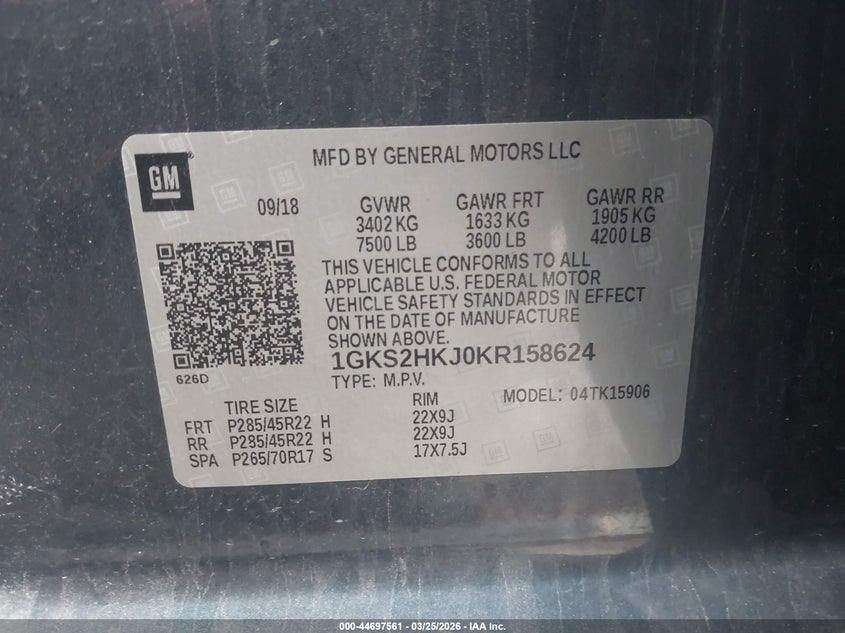 GM
MFD BY GENERAL MOTORS LLC
09/18
GVWR GAWR FRT GAWR RR
3402 KG 1633 KG 1905 KG
7500 LB 3600 LB 4200 LB
THIS VEHICLE CONFORMS TO ALL
APPLICABLE U.S. FEDERAL MOTOR
VEHICLE SAFETY STANDARDS IN EFFECT
ON THE DATE OF MANUFACTURE
SHOWN ABOVE.
1GKS2HKJ0KR158624
626D
TYPE: M.P.V. MODEL: 04TK15906
TIRE SIZE RIM
FRT P285/45R22 H 22X9J
RR P285/45R22 H 22X9J
SPA P265/70R17 S 17X7.5J
000-44697561 | 03/25/2026 - IAA Inc.